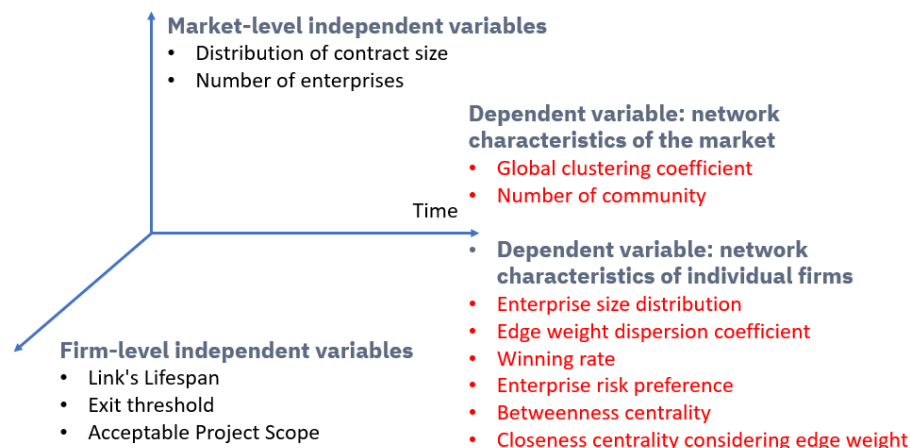 Market-level independent variables
• Distribution of contract size
• Number of enterprises
Dependent variable: network
characteristics of the market
• Global clustering coefficient
• Number of community
Time
• Dependent variable: network
characteristics of individual firms
• Enterprise size distribution
• Edge weight dispersion coefficient
• Winning rate
• Enterprise risk preference
• Betweenness centrality
• Closeness centrality considering edge weight
Firm-level independent variables
• Link's Lifespan
• Exit threshold
• Acceptable Project Scope